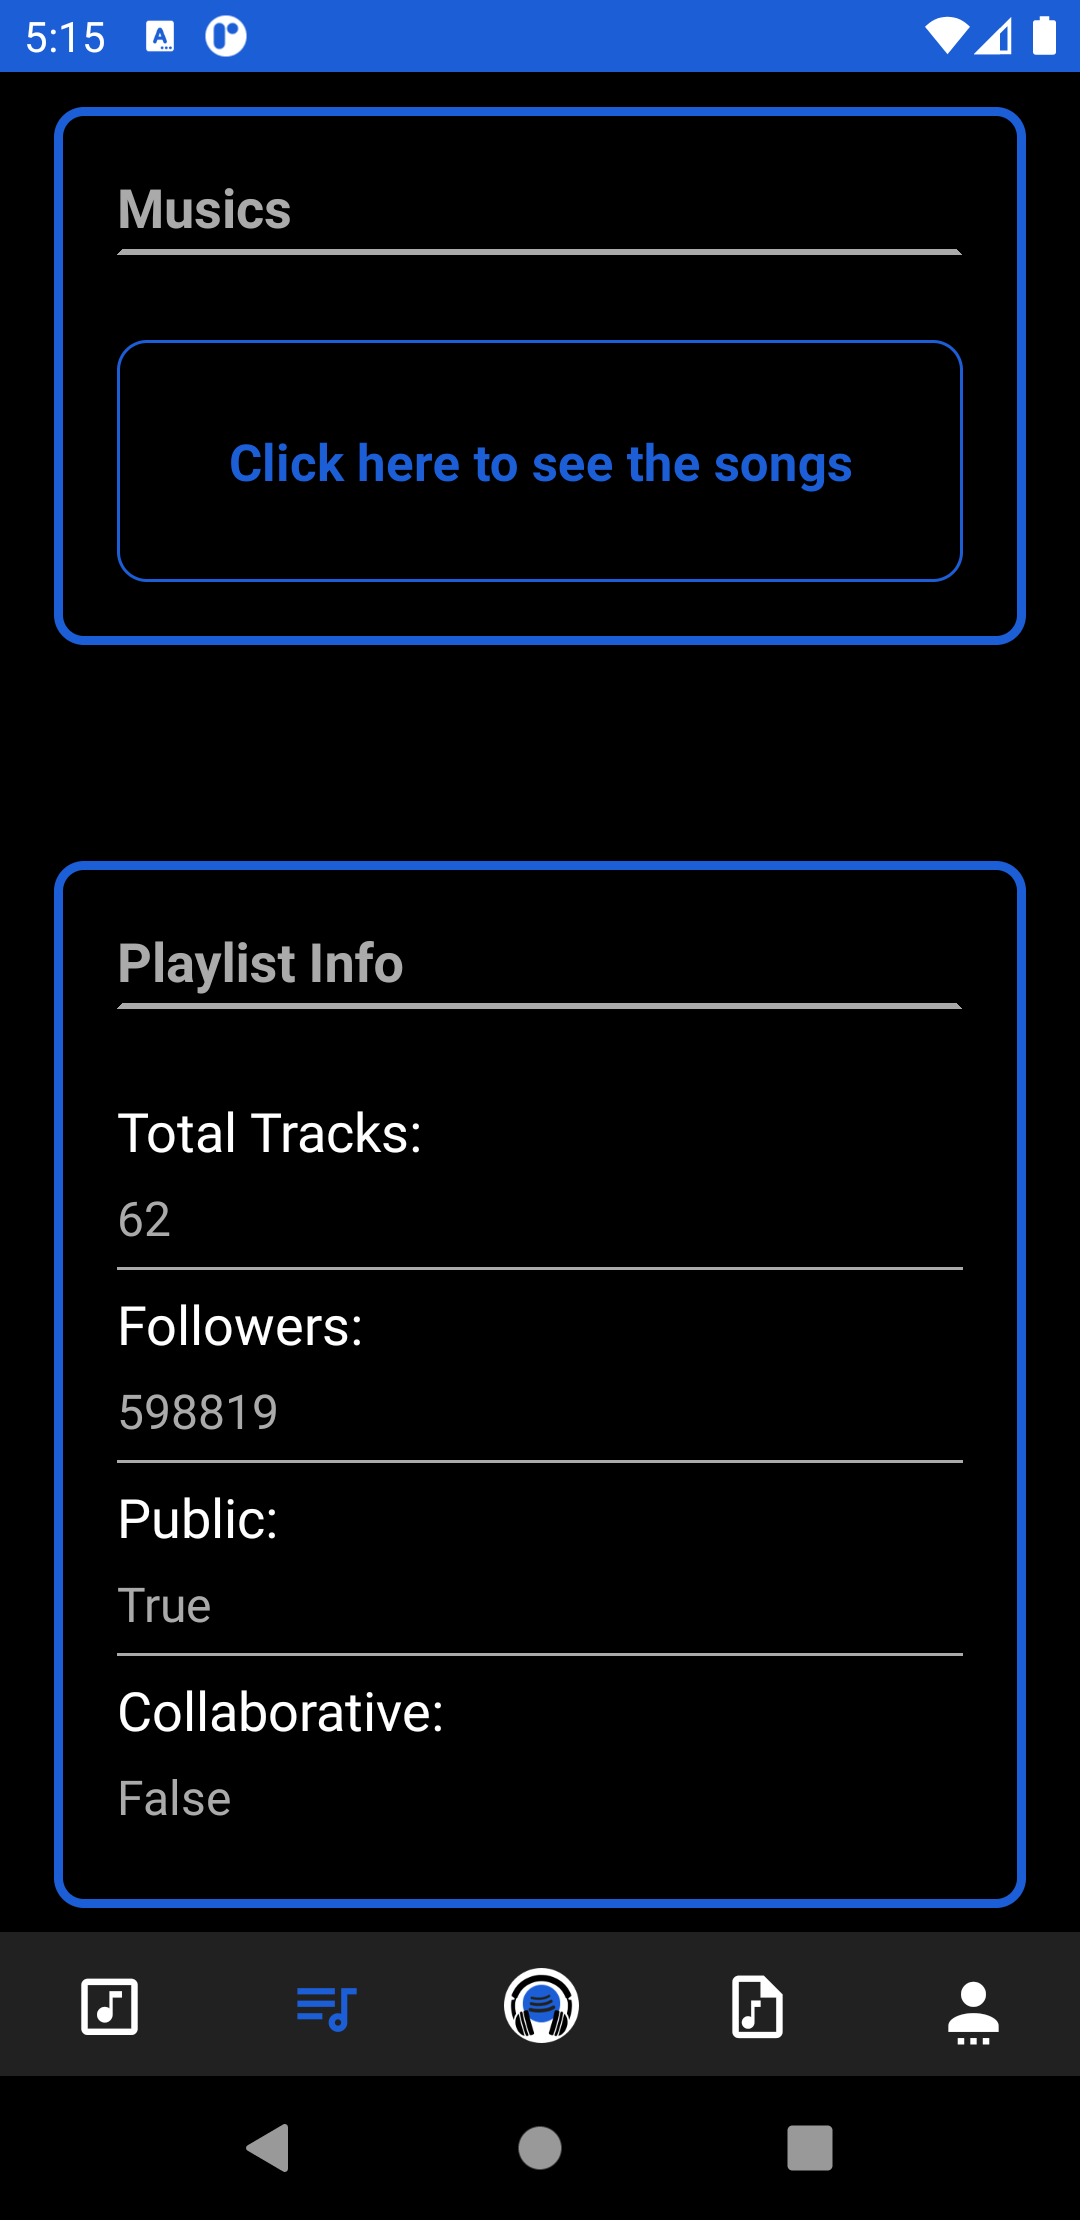 5:15
Musics
Click here to see the songs
Playlist Info
Total Tracks:
62
Followers:
598819
Public:
True
Collaborative:
False